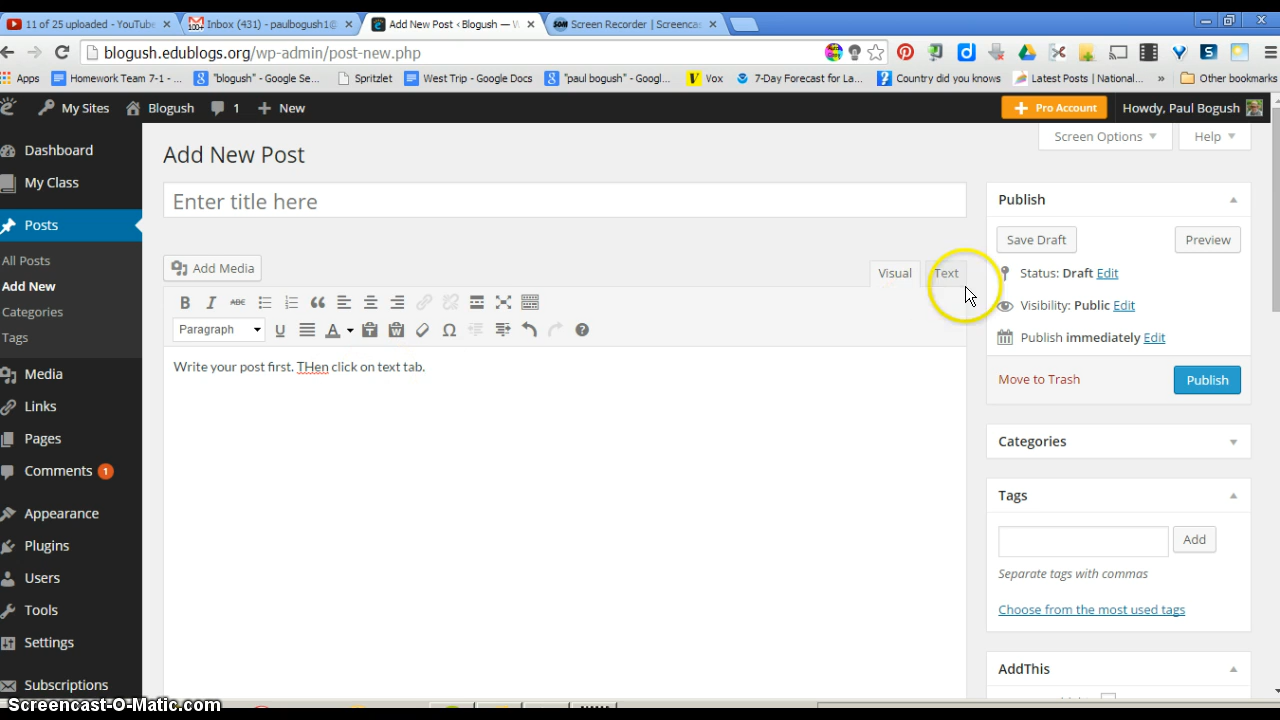 11 of 25 uploaded - YouTube
Inbox (431) - paulbogush1@
Add New Post ‹ Blogush —
Screen Recorder | Screencas
blogush.edublogs.org/wp-admin/post-new.php
Apps
Homework Team 7-1 - ...
"blogush" - Google Se...
Spritzlet
West Trip - Google Docs
"paul bogush" - Googl...
Vox
7-Day Forecast for La...
Country did you knows
Latest Posts | National...
»
Other bookmarks
My Sites
Blogush
1
New
Pro Account
Howdy, Paul Bogush
Screen Options
Help
Dashboard
My Class
Posts
All Posts
Add New
Categories
Tags
Media
Links
Pages
Comments 1
Appearance
Plugins
Users
Tools
Settings
Subscriptions
Add New Post
Enter title here
Add Media
Visual
Text
B I ABC
Paragraph
U A W Ω ?
Write your post first. THen click on text tab.
Publish
Save Draft
Preview
Status: Draft Edit
Visibility: Public Edit
Publish immediately Edit
Move to Trash
Publish
Categories
Tags
Add
Separate tags with commas
Choose from the most used tags
AddThis
Screencast-O-Matic.com